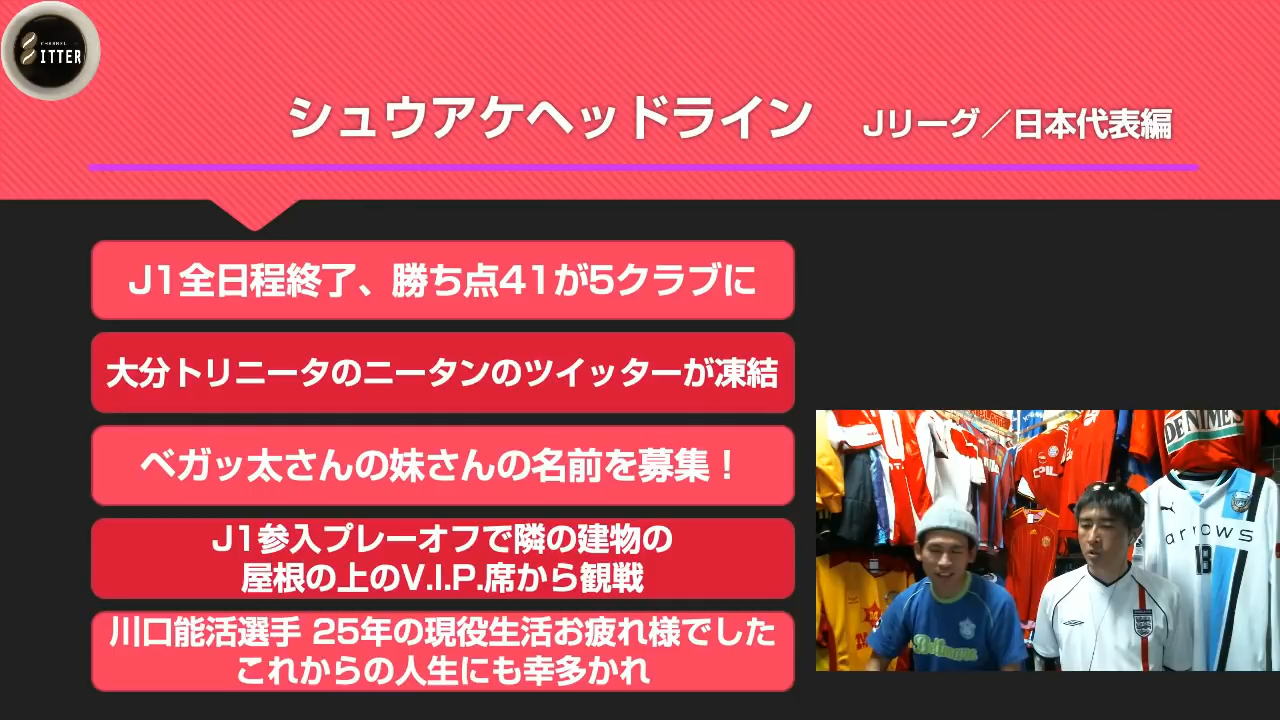 CHANNEL
BITTER
シュウアケヘッドライン Jリーグ／日本代表編
J1全日程終了、勝ち点41が5クラブに
大分トリニータのニータンのツイッターが凍結
ベガッ太さんの妹さんの名前を募集！
J1参入プレーオフで隣の建物の
屋根の上のV.I.P.席から観戦
川口能活選手 25年の現役生活お疲れ様でした
これからの人生にも幸多かれ
DE NIMES
OPEL
arrows
18
Bellmare